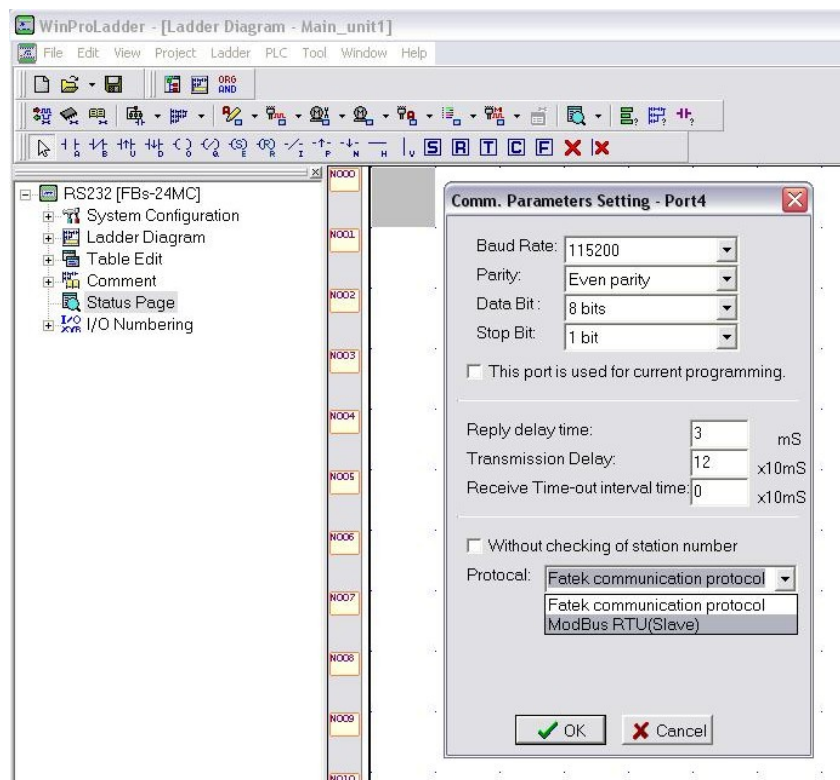 WinProLadder - [Ladder Diagram - Main_unit1]
File Edit View Project Ladder PLC Tool Window Help
ORG
AND
A B U D O Q E R I P N H V S R T C F
RS232 [FBs-24MC]
System Configuration
Ladder Diagram
Table Edit
Comment
Status Page
I/O Numbering
N000
N001
N002
N003
N004
N005
N006
N007
N008
N009
N010
Comm. Parameters Setting - Port4
Baud Rate: 115200
Parity: Even parity
Data Bit : 8 bits
Stop Bit: 1 bit
This port is used for current programming.
Reply delay time: 3 mS
Transmission Delay: 12 x10mS
Receive Time-out interval time: 0 x10mS
Without checking of station number
Protocal: Fatek communication protocol
Fatek communication protocol
ModBus RTU(Slave)
OK Cancel